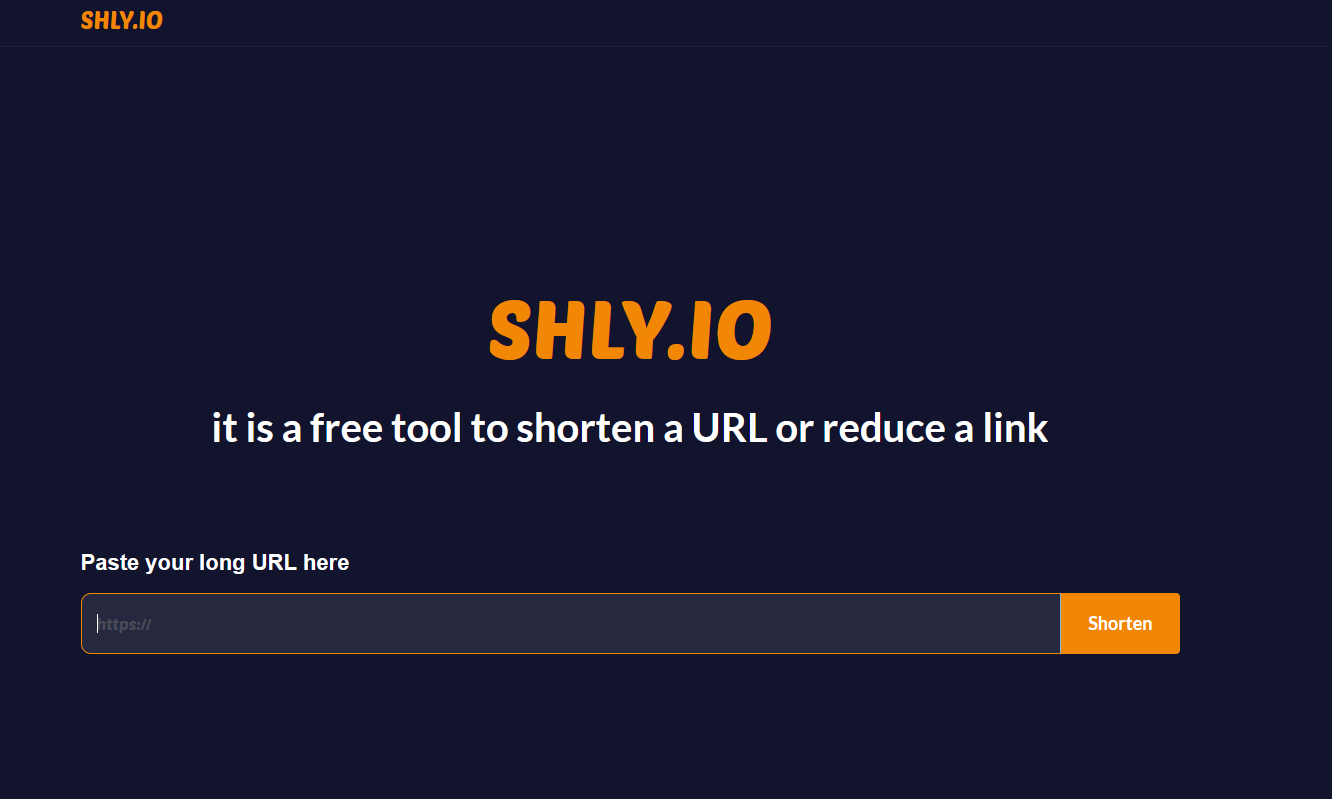 SHLY.IO
SHLY.IO
it is a free tool to shorten a URL or reduce a link
Paste your long URL here
https://
Shorten